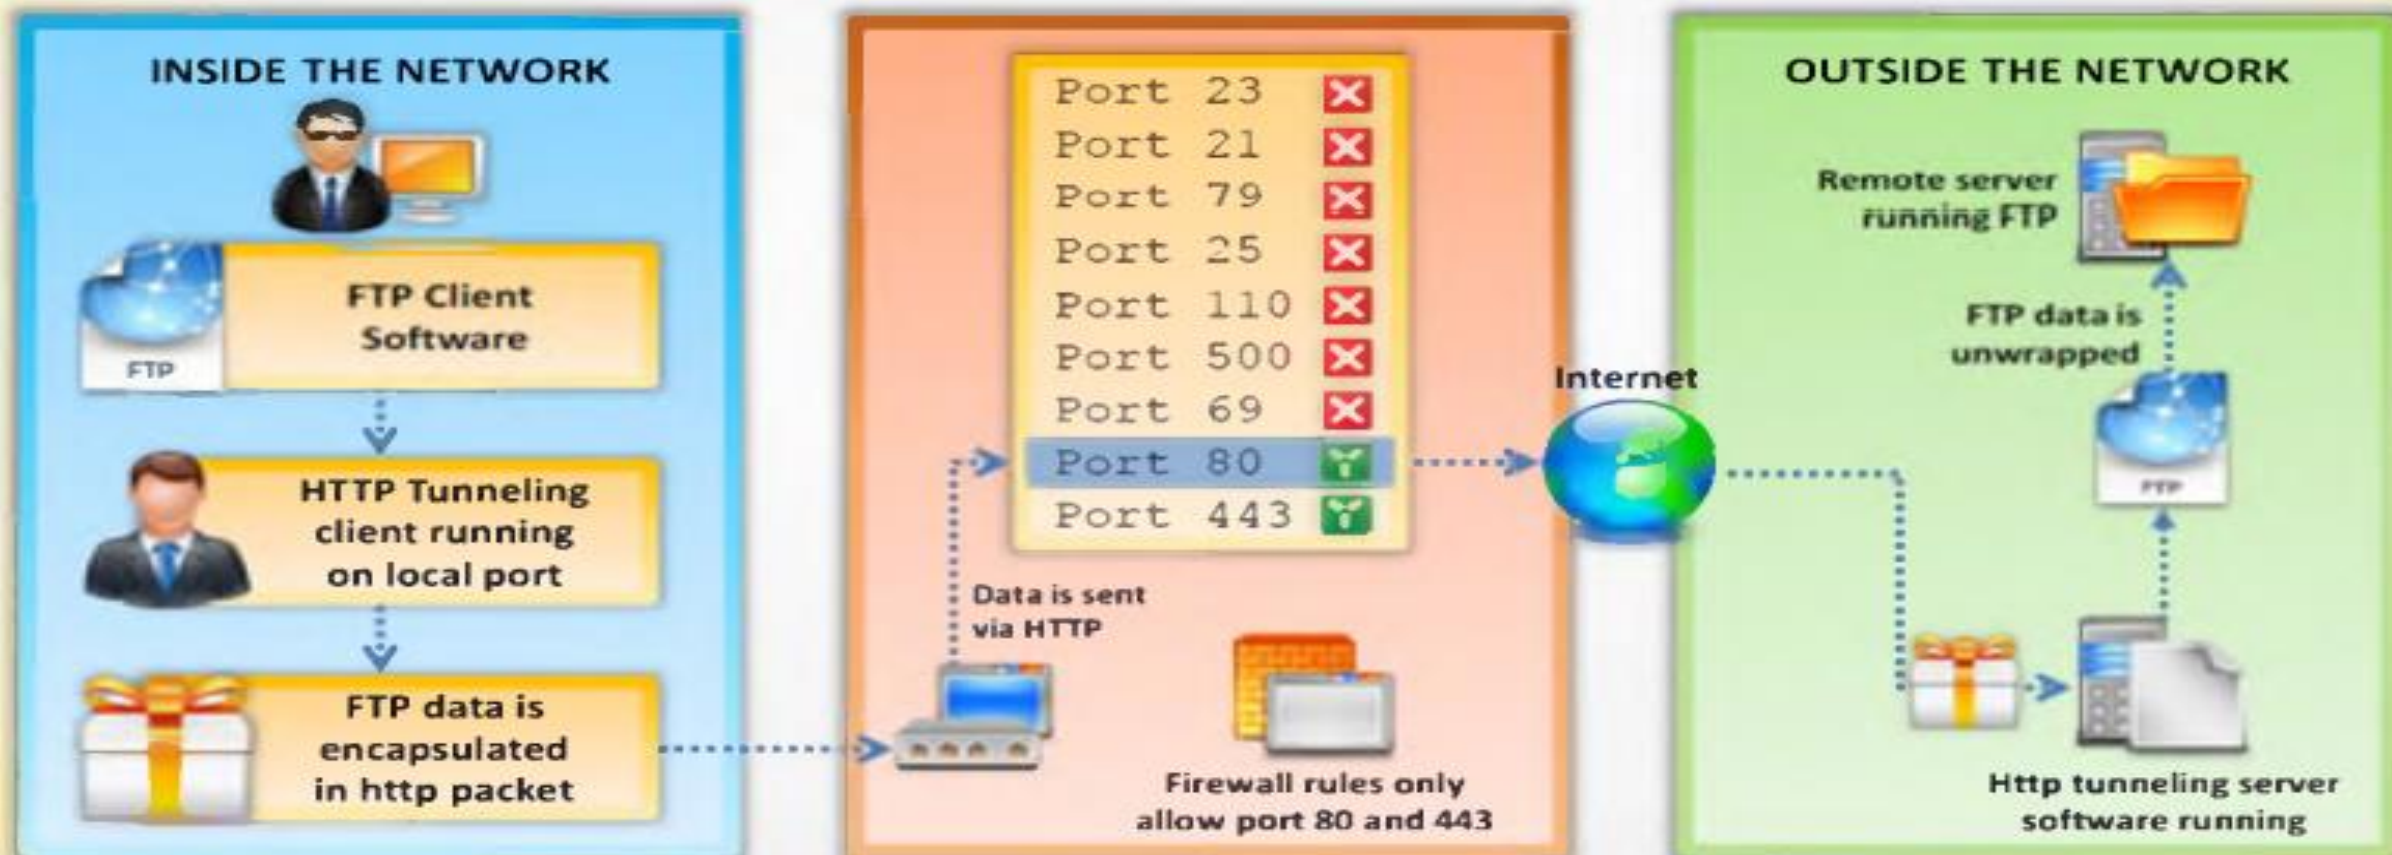 INSIDE THE NETWORK
FTP Client
Software
FTP
HTTP Tunneling
client running
on local port
FTP data is
encapsulated
in http packet
Port 23
Port 21
Port 79
Port 25
Port 110
Port 500
Port 69
Port 80
Port 443
Data is sent
via HTTP
Firewall rules only
allow port 80 and 443
Internet
OUTSIDE THE NETWORK
Remote server
running FTP
FTP data is
unwrapped
FTP
Http tunneling server
software running